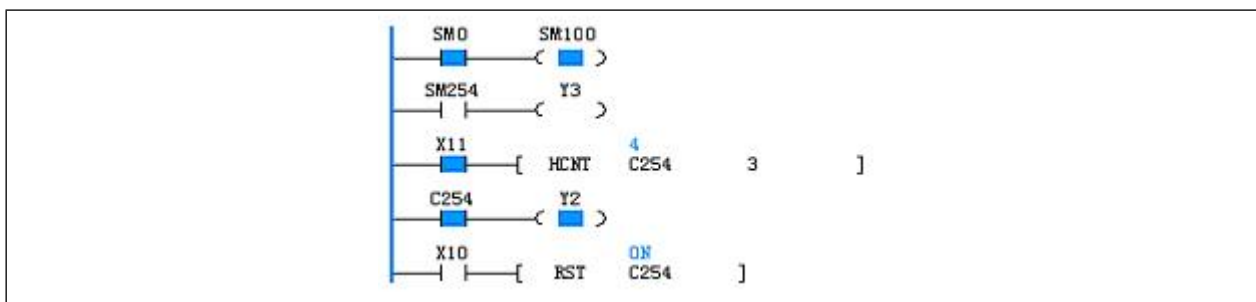 SM0 SM100
SM254 Y3
X11 4
[ HCNT C254 3 ]
C254 Y2
X10 ON
[ RST C254 ]